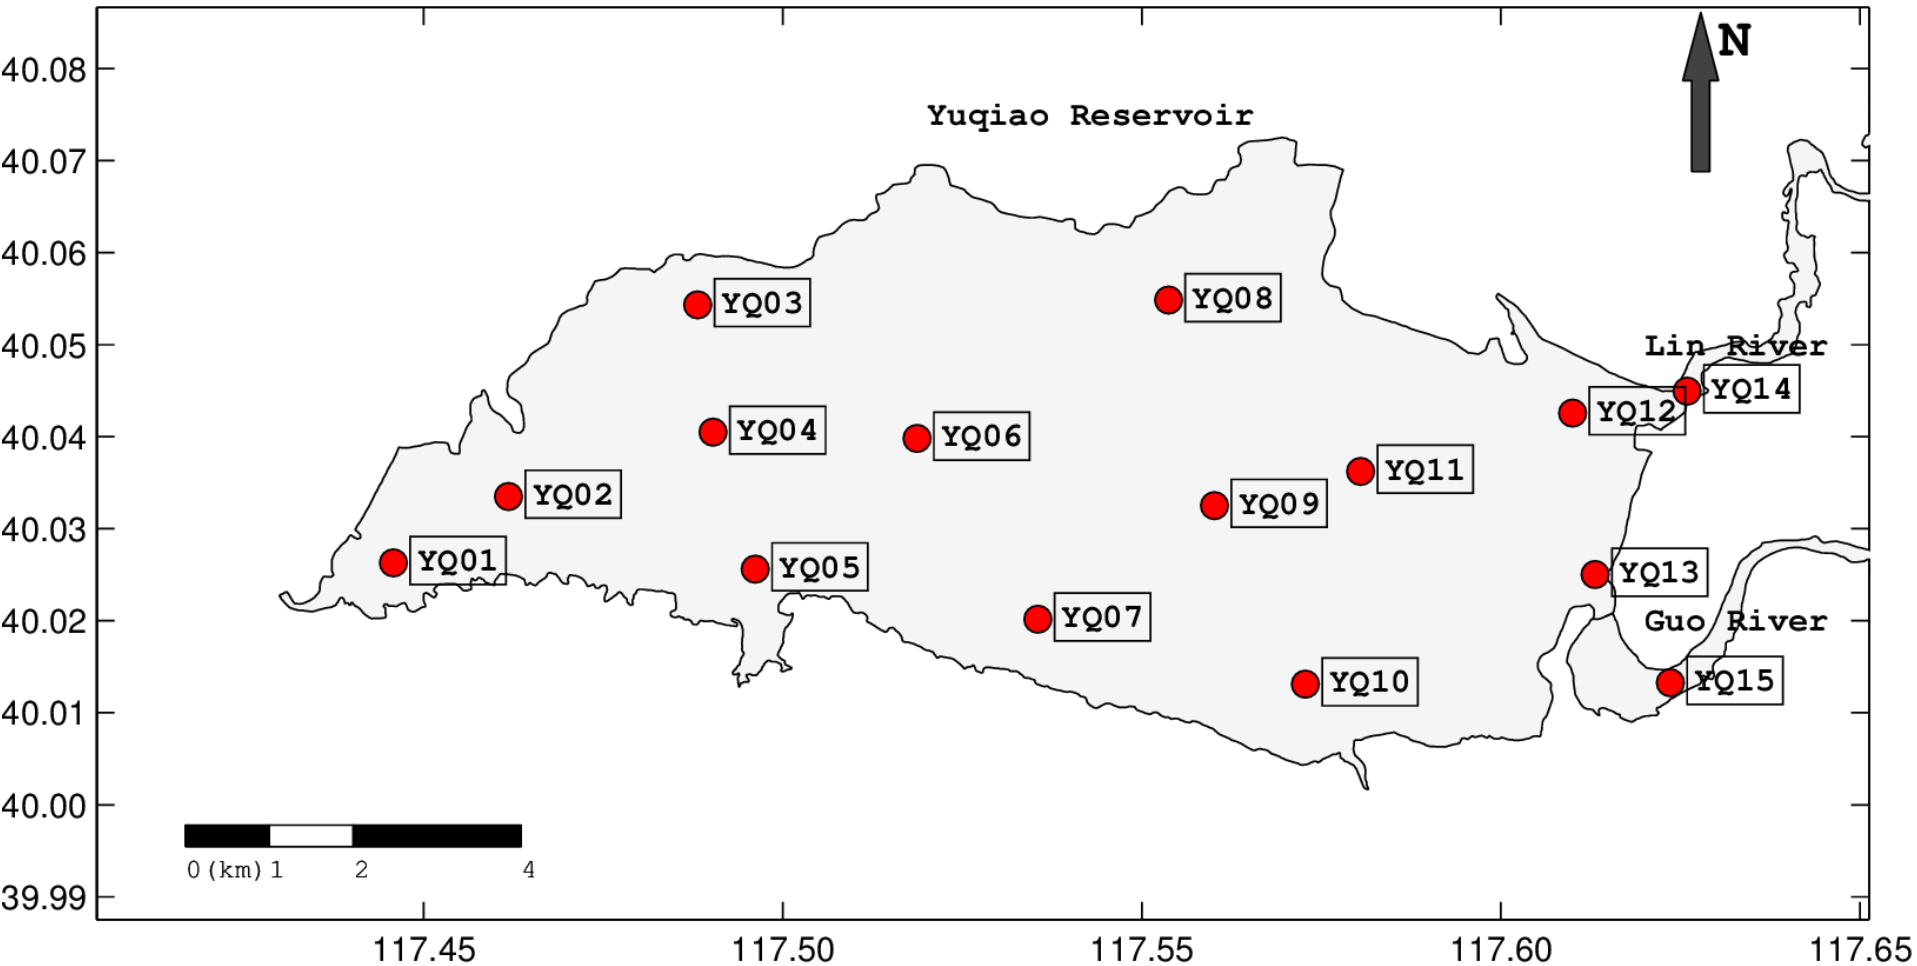 N
40.08
Yuqiao Reservoir
40.07
40.06
YQ03
YQ08
40.05
Lin River
YQ14
YQ12
40.04
YQ04
YQ06
YQ11
YQ02
YQ09
40.03
YQ01
YQ05
YQ13
40.02
YQ07
Guo River
YQ10
YQ15
40.01
40.00
0(km) 1 2 4
39.99
117.45 117.50 117.55 117.60 117.65